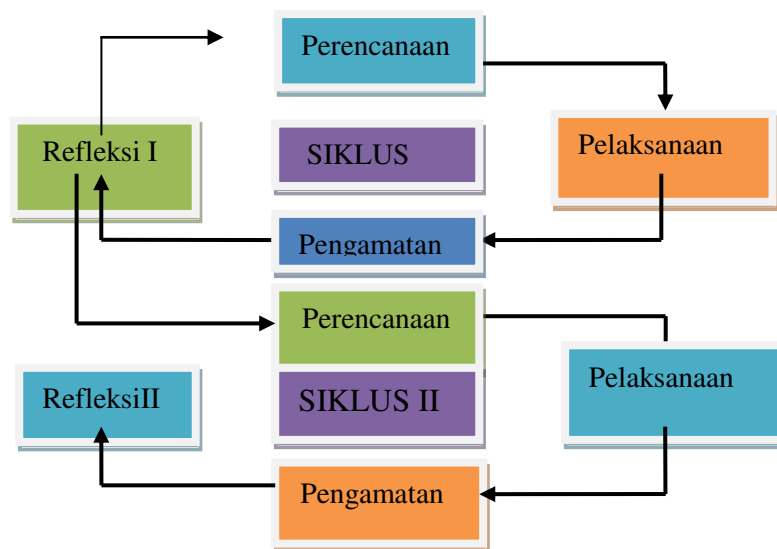 Perencanaan
Refleksi I
SIKLUS
Pelaksanaan
Pengamatan
Perencanaan
RefleksiII
SIKLUS II
Pelaksanaan
Pengamatan